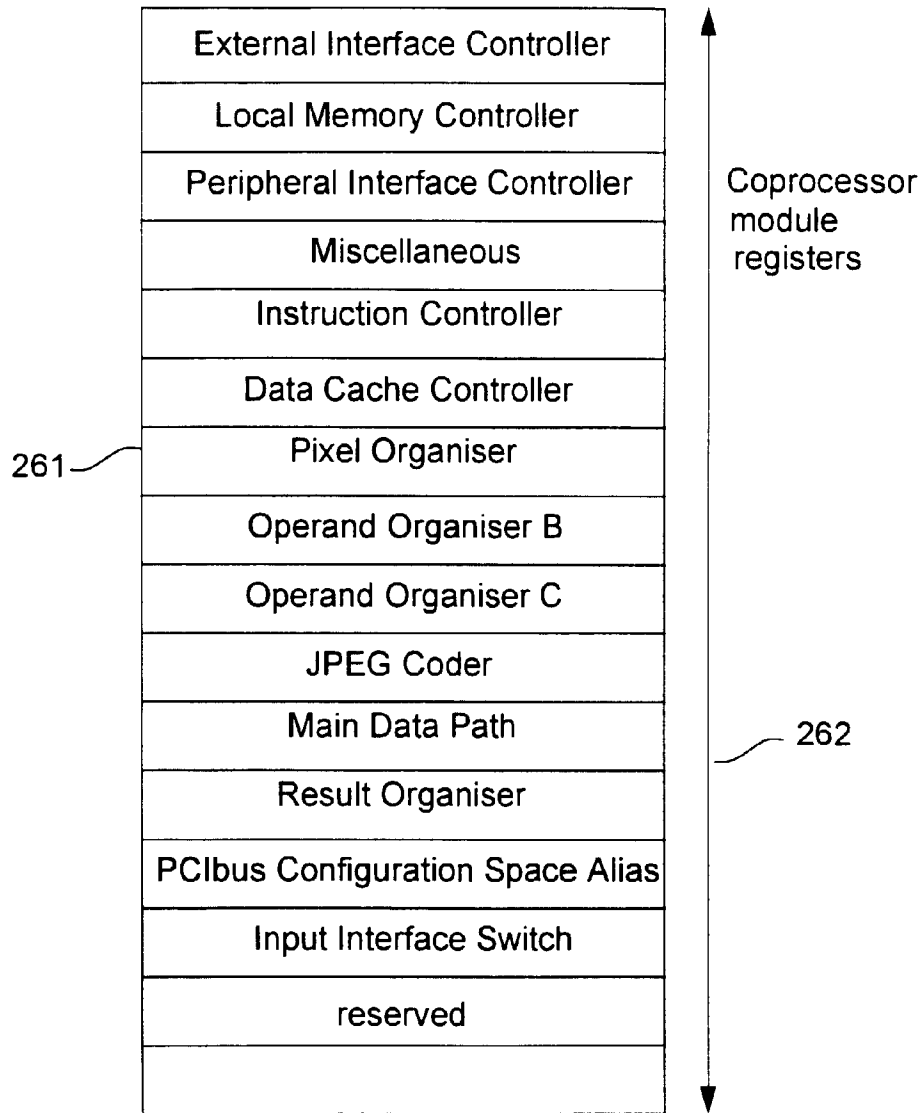 External Interface Controller
Local Memory Controller
Peripheral Interface Controller
Miscellaneous
Instruction Controller
Data Cache Controller
Pixel Organiser
Operand Organiser B
Operand Organiser C
JPEG Coder
Main Data Path
Result Organiser
PCIbus Configuration Space Alias
Input Interface Switch
reserved
261
Coprocessor
module
registers
262